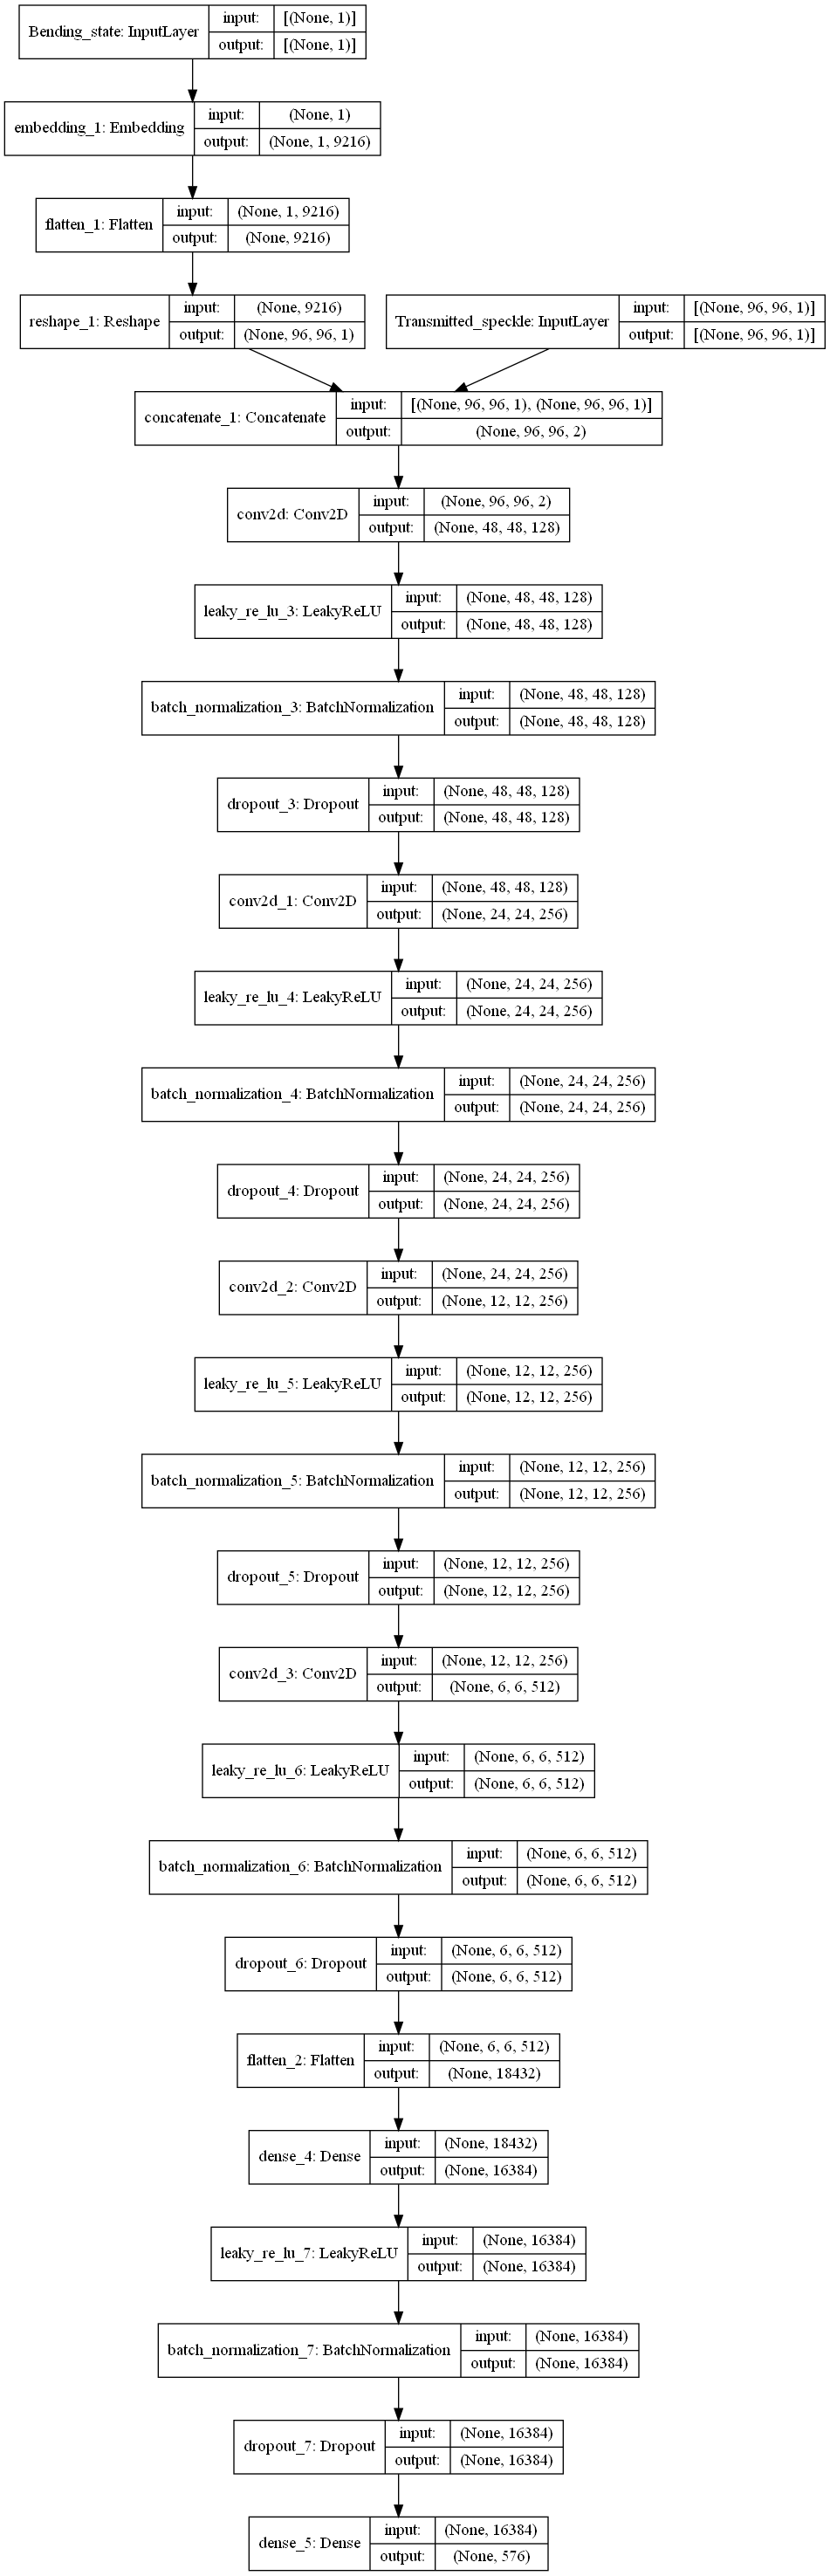 Bending_state: InputLayer
input:
[(None, 1)]
output:
[(None, 1)]
embedding_1: Embedding
input:
(None, 1)
output:
(None, 1, 9216)
flatten_1: Flatten
input:
(None, 1, 9216)
output:
(None, 9216)
reshape_1: Reshape
input:
(None, 9216)
output:
(None, 96, 96, 1)
Transmitted_speckle: InputLayer
input:
[(None, 96, 96, 1)]
output:
[(None, 96, 96, 1)]
concatenate_1: Concatenate
input:
[(None, 96, 96, 1), (None, 96, 96, 1)]
output:
(None, 96, 96, 2)
conv2d: Conv2D
input:
(None, 96, 96, 2)
output:
(None, 48, 48, 128)
leaky_re_lu_3: LeakyReLU
input:
(None, 48, 48, 128)
output:
(None, 48, 48, 128)
batch_normalization_3: BatchNormalization
input:
(None, 48, 48, 128)
output:
(None, 48, 48, 128)
dropout_3: Dropout
input:
(None, 48, 48, 128)
output:
(None, 48, 48, 128)
conv2d_1: Conv2D
input:
(None, 48, 48, 128)
output:
(None, 24, 24, 256)
leaky_re_lu_4: LeakyReLU
input:
(None, 24, 24, 256)
output:
(None, 24, 24, 256)
batch_normalization_4: BatchNormalization
input:
(None, 24, 24, 256)
output:
(None, 24, 24, 256)
dropout_4: Dropout
input:
(None, 24, 24, 256)
output:
(None, 24, 24, 256)
conv2d_2: Conv2D
input:
(None, 24, 24, 256)
output:
(None, 12, 12, 256)
leaky_re_lu_5: LeakyReLU
input:
(None, 12, 12, 256)
output:
(None, 12, 12, 256)
batch_normalization_5: BatchNormalization
input:
(None, 12, 12, 256)
output:
(None, 12, 12, 256)
dropout_5: Dropout
input:
(None, 12, 12, 256)
output:
(None, 12, 12, 256)
conv2d_3: Conv2D
input:
(None, 12, 12, 256)
output:
(None, 6, 6, 512)
leaky_re_lu_6: LeakyReLU
input:
(None, 6, 6, 512)
output:
(None, 6, 6, 512)
batch_normalization_6: BatchNormalization
input:
(None, 6, 6, 512)
output:
(None, 6, 6, 512)
dropout_6: Dropout
input:
(None, 6, 6, 512)
output:
(None, 6, 6, 512)
flatten_2: Flatten
input:
(None, 6, 6, 512)
output:
(None, 18432)
dense_4: Dense
input:
(None, 18432)
output:
(None, 16384)
leaky_re_lu_7: LeakyReLU
input:
(None, 16384)
output:
(None, 16384)
batch_normalization_7: BatchNormalization
input:
(None, 16384)
output:
(None, 16384)
dropout_7: Dropout
input:
(None, 16384)
output:
(None, 16384)
dense_5: Dense
input:
(None, 16384)
output:
(None, 576)